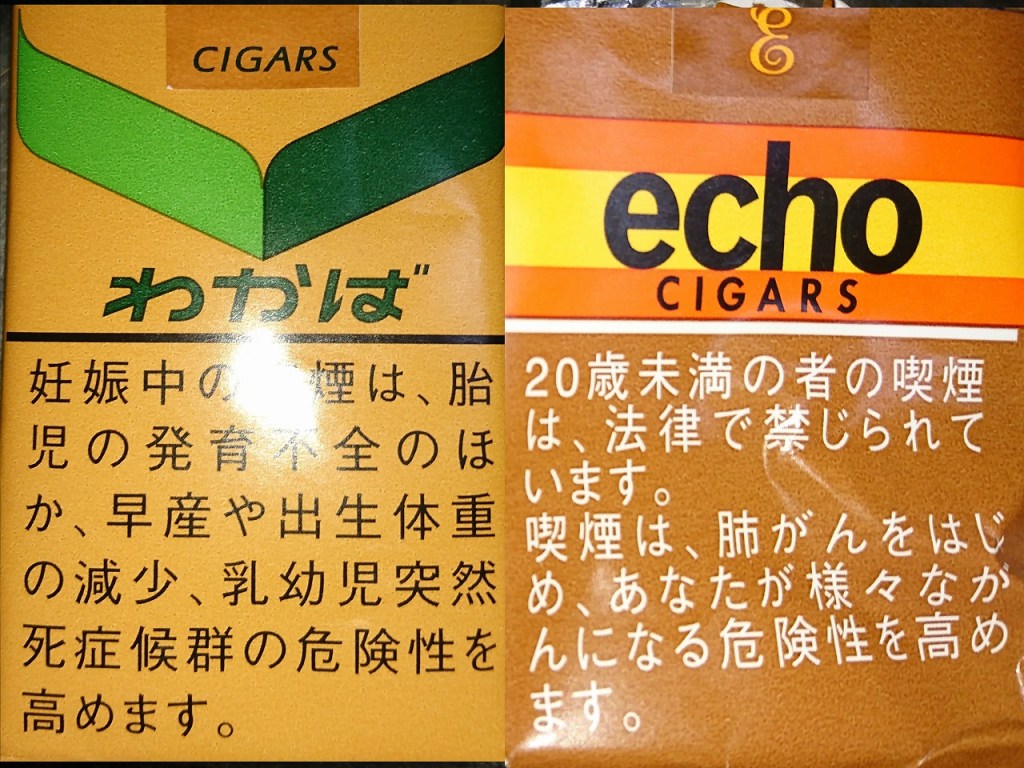 CIGARS
わかば
妊娠中の 煙は、胎
児の発育不全のほ
か、早産や出生体重
の減少、乳幼児突然
死症候群の危険性を
高めます。
E
echo
CIGARS
20歳未満の者の喫煙
は、法律で禁じられて
います。
喫煙は、肺がんをはじ
め、あなたが様々なが
んになる危険性を高め
ます。